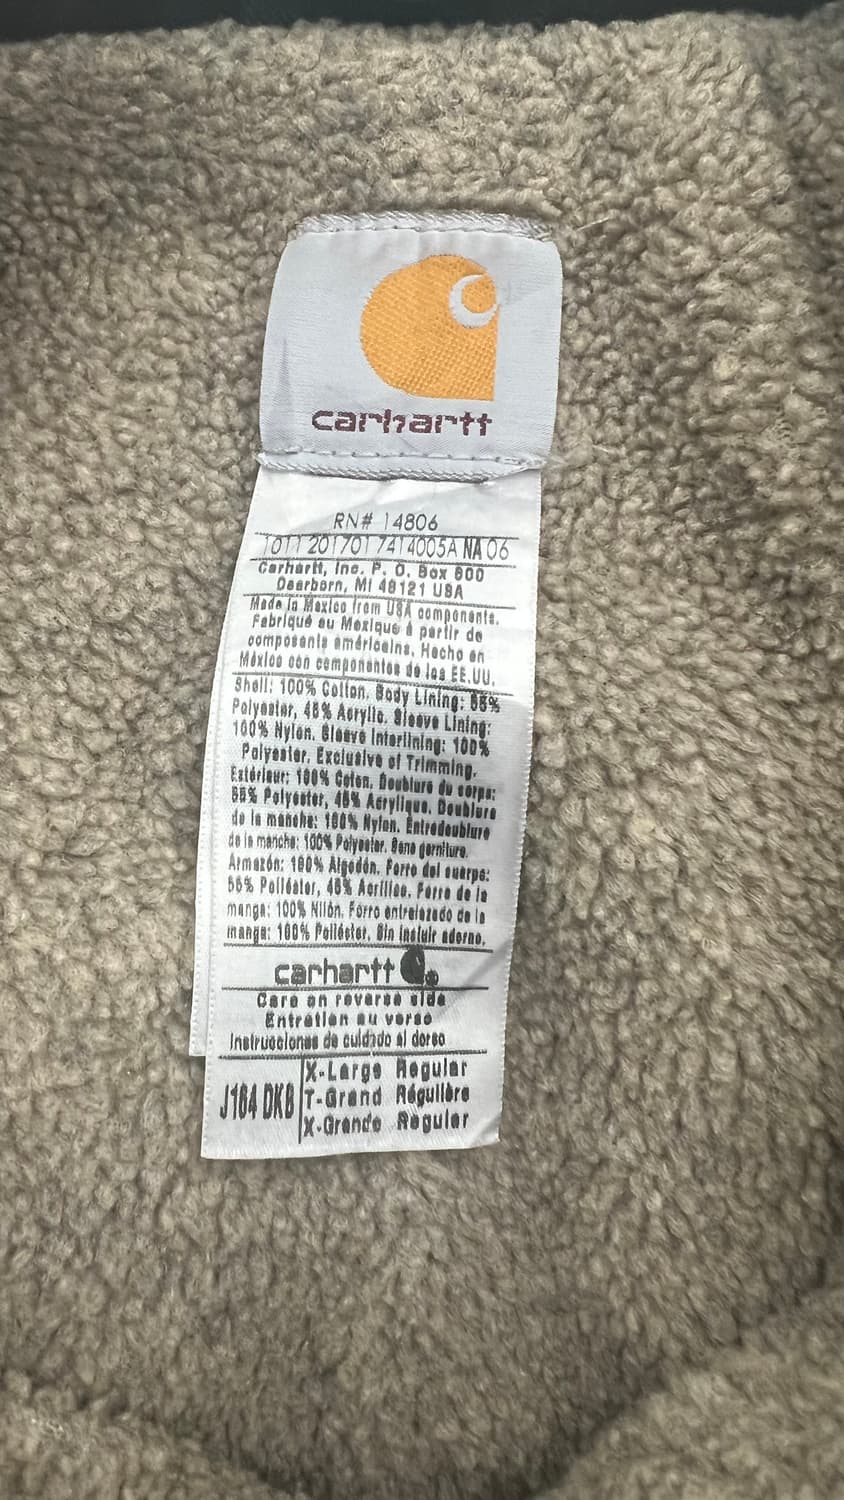 carhartt
RN# 14806
1011 2017017414005A NA 06
Carhartt, Inc. P. O. Box 600
Dearborn, MI 48121 USA
Made in Mexico from USA components.
Fabriqué au Mexique à partir de
composants américains. Hecho en
México con componentes de los EE.UU.
Shell: 100% Cotton. Body Lining: 55%
Polyester, 45% Acrylic. Sleeve Lining:
100% Nylon. Sleeve Interlining: 100%
Polyester. Exclusive of Trimming.
Extérieur: 100% Coton. Doublure du corps:
55% Polyester, 45% Acrylique. Doublure
de la manche: 100% Nylon. Entredoublure
de la manche: 100% Polyester. Sans garniture.
Armazón: 100% Algodón. Forro del cuerpo:
55% Poliéster, 45% Acrílico. Forro de la
manga: 100% Nilón. Forro entrelazado de la
manga: 100% Poliéster. Sin incluir adorno.
carhartt
Care on reverse side
Entretien au verso
Instrucciones de cuidado al dorso
J164 DKB
X-Large Regular
T-Grand Régulière
X-Grande Regular